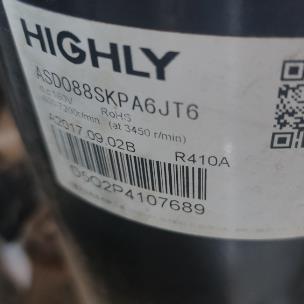 HIGHLY
ASD088SKPA6JT6
RoHS
(at 3450 r/min)
A2017.09.02B
R410A
D5Q2P4107689